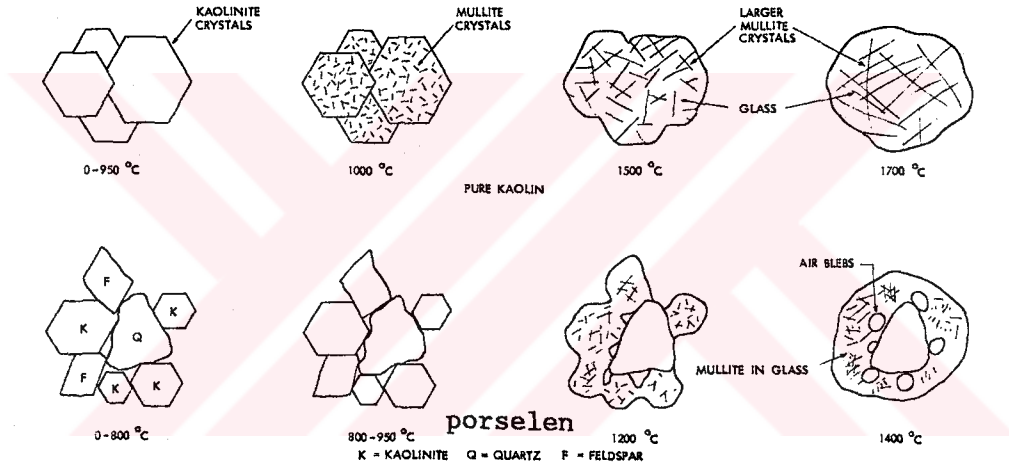 KAOLINITE
CRYSTALS
MULLITE
CRYSTALS
LARGER
MULLITE
CRYSTALS
GLASS
0-950 °C
1000 °C
1500 °C
1700 °C
PURE KAOLIN
F
K
K
Q
F
K
K
AIR BLEBS
MULLITE IN GLASS
porselen
0-800 °C
800-950 °C
1200 °C
1400 °C
K = KAOLINITE Q = QUARTZ F = FELDSPAR